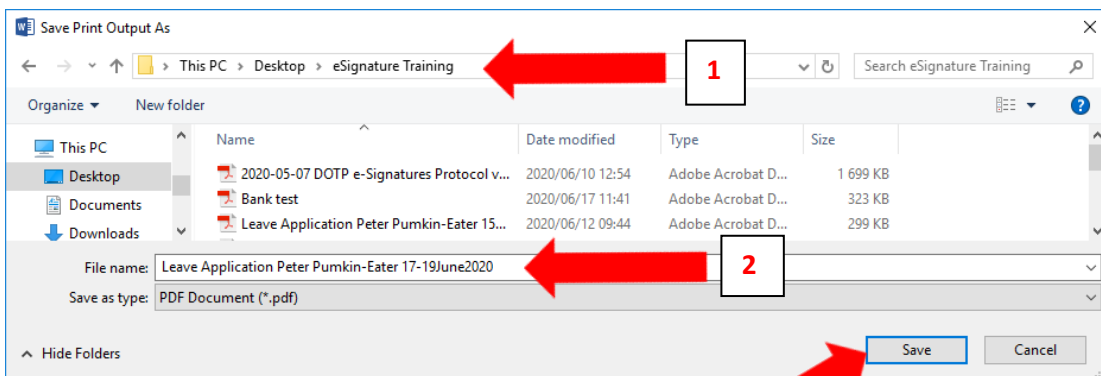 Save Print Output As
This PC > Desktop > eSignature Training
1
Search eSignature Training
Organize
New folder
Name
Date modified
Type
Size
This PC
Desktop
Documents
Downloads
2020-05-07 DOTP e-Signatures Protocol v... 2020/06/10 12:54 Adobe Acrobat D... 1 699 KB
Bank test 2020/06/17 11:41 Adobe Acrobat D... 323 KB
Leave Application Peter Pumkin-Eater 15... 2020/06/12 09:44 Adobe Acrobat D... 299 KB
File name: Leave Application Peter Pumkin-Eater 17-19June2020
2
Save as type: PDF Document (*.pdf)
Hide Folders
Save
Cancel